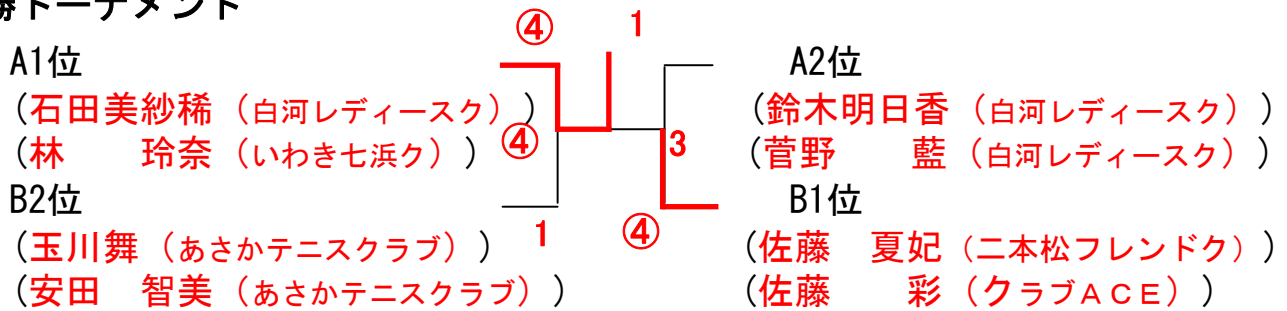 勝トーナメント
④ 1
A1位 A2位
(石田美紗稀(白河レディースク)) (鈴木明日香(白河レディースク))
(林 玲奈(いわき七浜ク)) ④ 3 (菅野 藍(白河レディースク))
B2位 B1位
(玉川舞(あさかテニスクラブ)) 1 ④ (佐藤 夏妃(二本松フレンドク))
(安田 智美(あさかテニスクラブ)) (佐藤 彩(クラブACE))